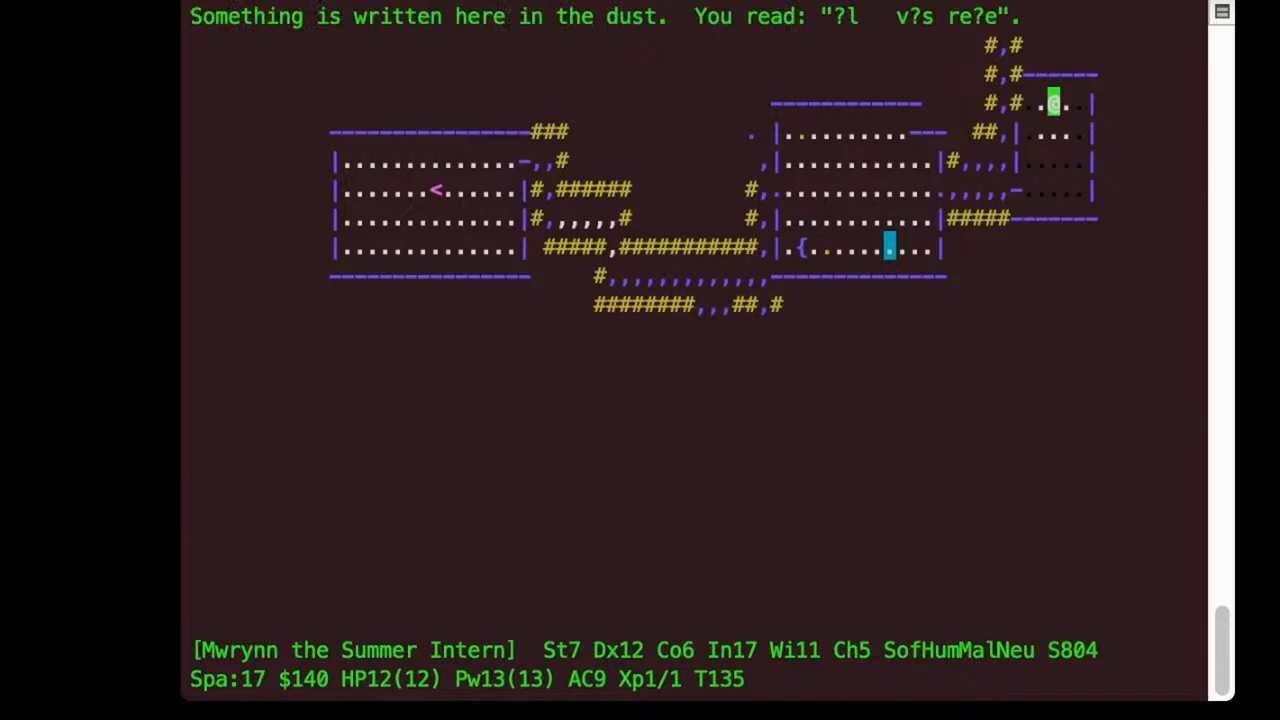 Something is written here in the dust.  You read: "?l   v?s re?e".
#,#
#,#------
------------ #,#..@..|
----------------### . |..........--- ##,|.....|
|..............-,,# ,|............|#,,,,|.....|
|.......<......|#,###### #,.............,,,,,-.....|
|..............|#,,,,,,# #,|............|#####-------
|..............| #####,###########,|.{..........|
---------------- #,,,,,,,,,,,,,--------------
########,,,##,#
[Mwrynn the Summer Intern]  St7 Dx12 Co6 In17 Wi11 Ch5 SofHumMalNeu S804
Spa:17 $140 HP12(12) Pw13(13) AC9 Xp1/1 T135